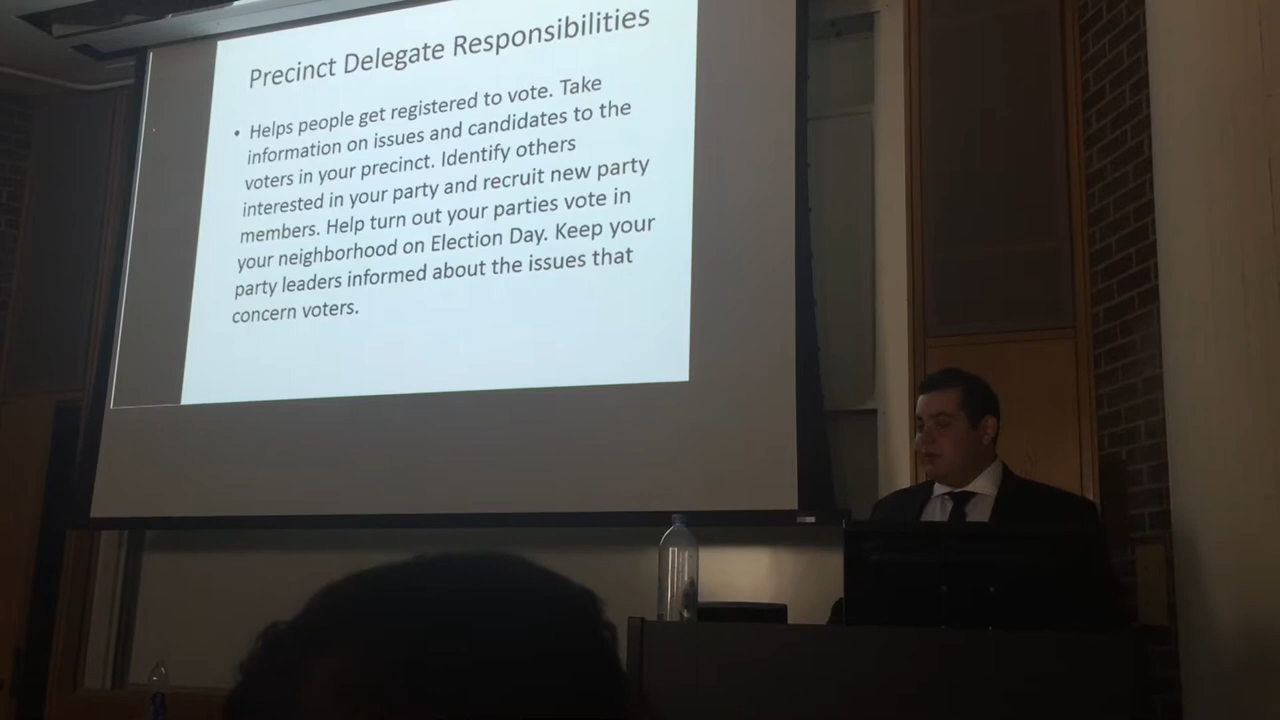 Precinct Delegate Responsibilities
• Helps people get registered to vote. Take
information on issues and candidates to the
voters in your precinct. Identify others
interested in your party and recruit new party
members. Help turn out your parties vote in
your neighborhood on Election Day. Keep your
party leaders informed about the issues that
concern voters.